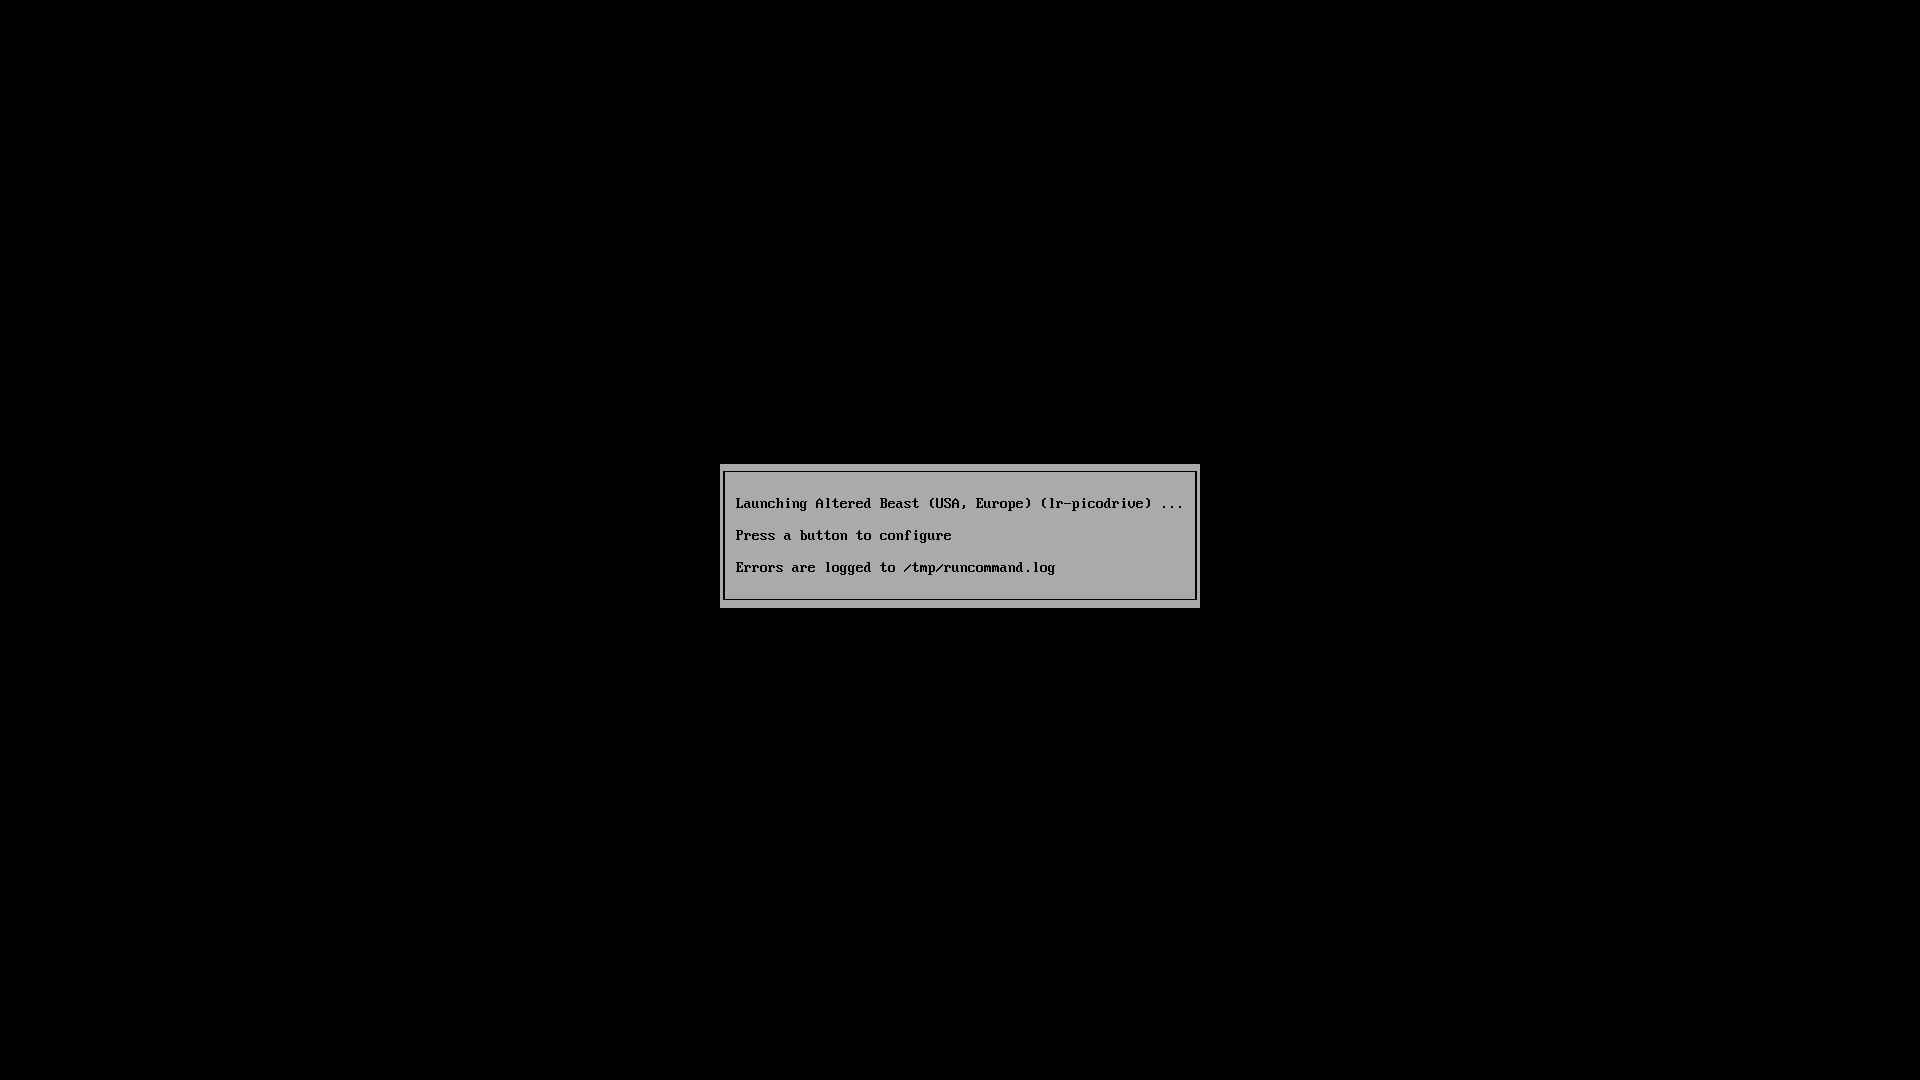 Launching Altered Beast (USA, Europe) (lr-picodrive) ...
Press a button to configure
Errors are logged to /tmp/runcommand.log